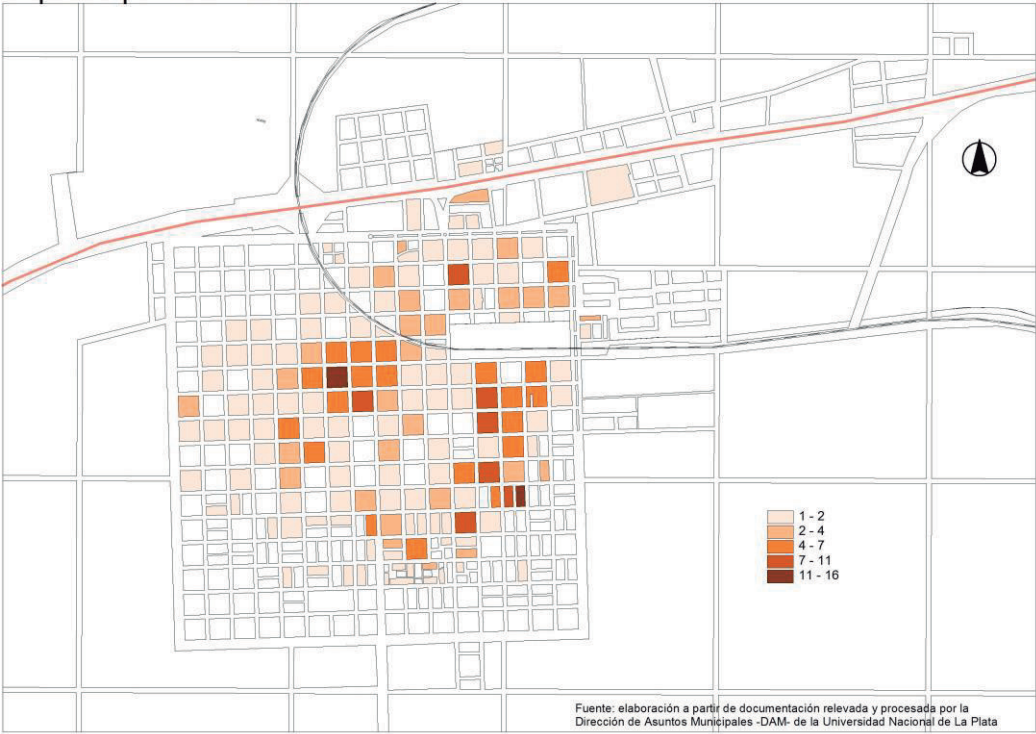 1 - 2
2 - 4
4 - 7
7 - 11
11 - 16
Fuente: elaboración a partir de documentación relevada y procesada por la
Dirección de Asuntos Municipales -DAM- de la Universidad Nacional de La Plata